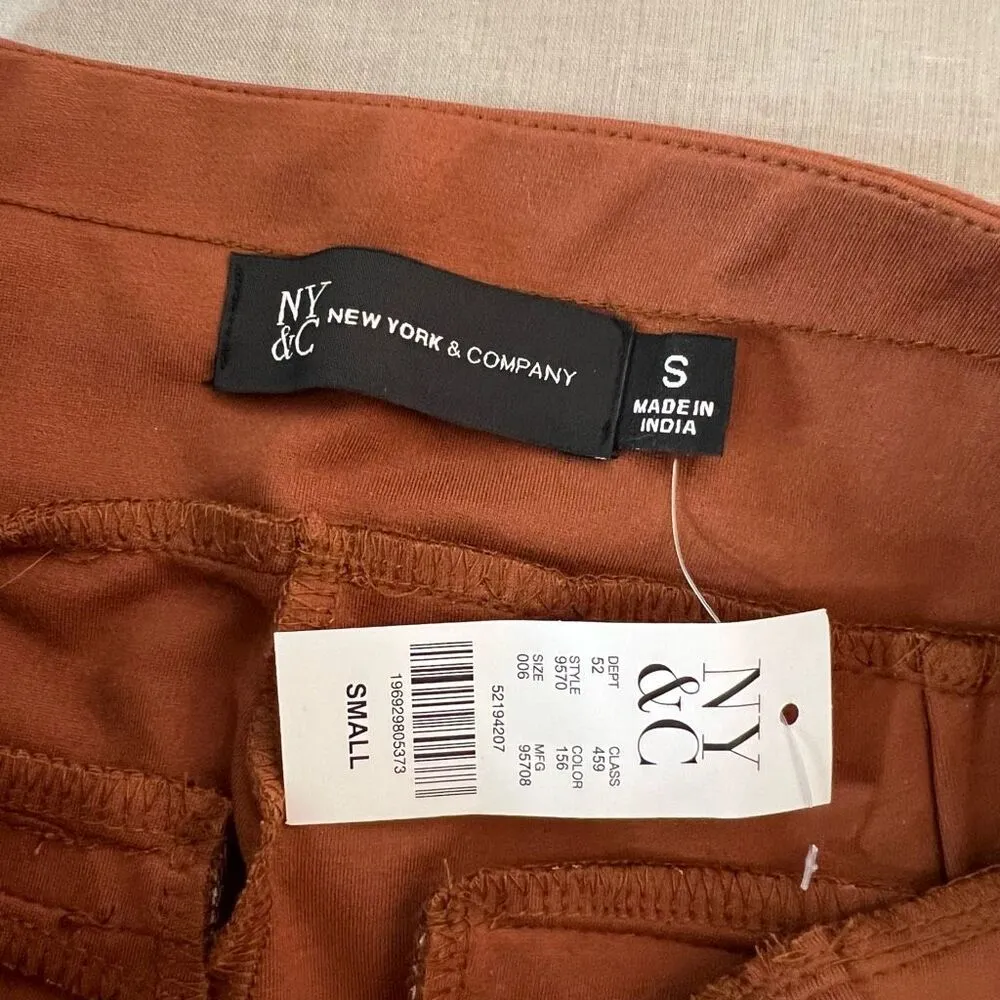 NY
&C
NEW YORK & COMPANY
S
MADE IN
INDIA
NY
&C
DEPT CLASS
52 459
STYLE COLOR
9570 156
SIZE MFG
006 95708
52194207
196929805373
SMALL